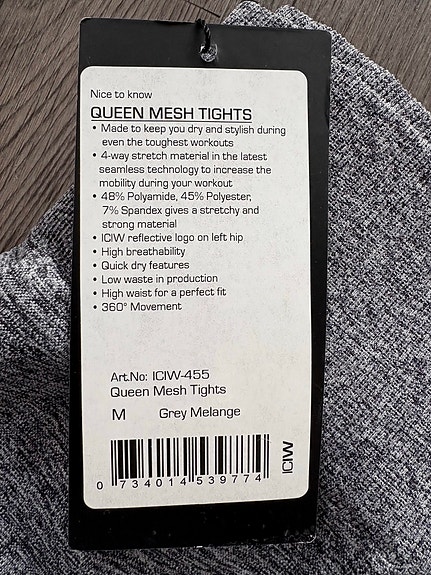 Nice to know
QUEEN MESH TIGHTS
• Made to keep you dry and stylish during
even the toughest workouts
• 4-way stretch material in the latest
seamless technology to increase the
mobility during your workout
• 48% Polyamide, 45% Polyester,
7% Spandex gives a stretchy and
strong material
• ICIW reflective logo on left hip
• High breathability
• Quick dry features
• Low waste in production
• High waist for a perfect fit
• 360° Movement
Art.No: ICIW-455
Queen Mesh Tights
M Grey Melange
0 734014 539774
ICIW